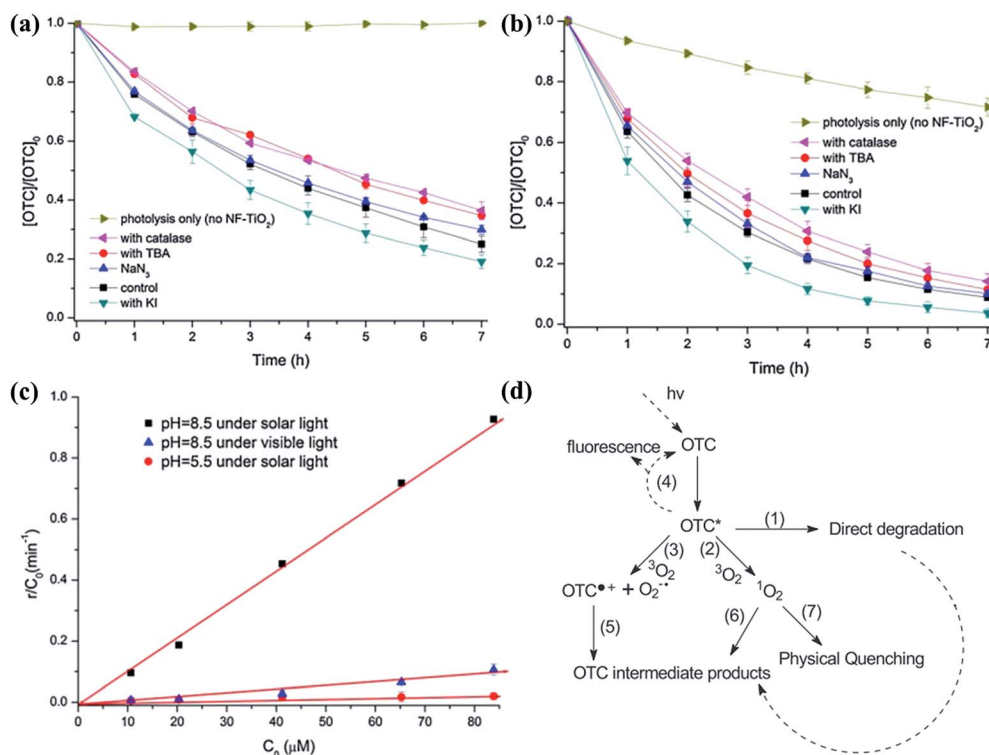 (a)
1.0
0.8
0.6
0.4
0.2
0.0
[OTC]/[OTC]₀
photolysis only (no NF-TiO₂)
with catalase
with TBA
NaN₃
control
with KI
0 1 2 3 4 5 6 7
Time (h)
(b)
1.0
0.8
0.6
0.4
0.2
0.0
[OTC]/[OTC]₀
photolysis only (no NF-TiO₂)
with catalase
with TBA
NaN₃
control
with KI
0 1 2 3 4 5 6 7
Time (h)
(c)
1.0
0.8
0.6
0.4
0.2
0.0
r/C₀(min⁻¹)
pH=8.5 under solar light
pH=8.5 under visible light
pH=5.5 under solar light
0 10 20 30 40 50 60 70 80
C₀ (μM)
(d)
hν
fluorescence OTC
(4)
OTC* (1) Direct degradation
(3) (2)
³O₂ ³O₂
OTC●+ + O₂⁻• ¹O₂
(5) (6) (7)
OTC intermediate products Physical Quenching